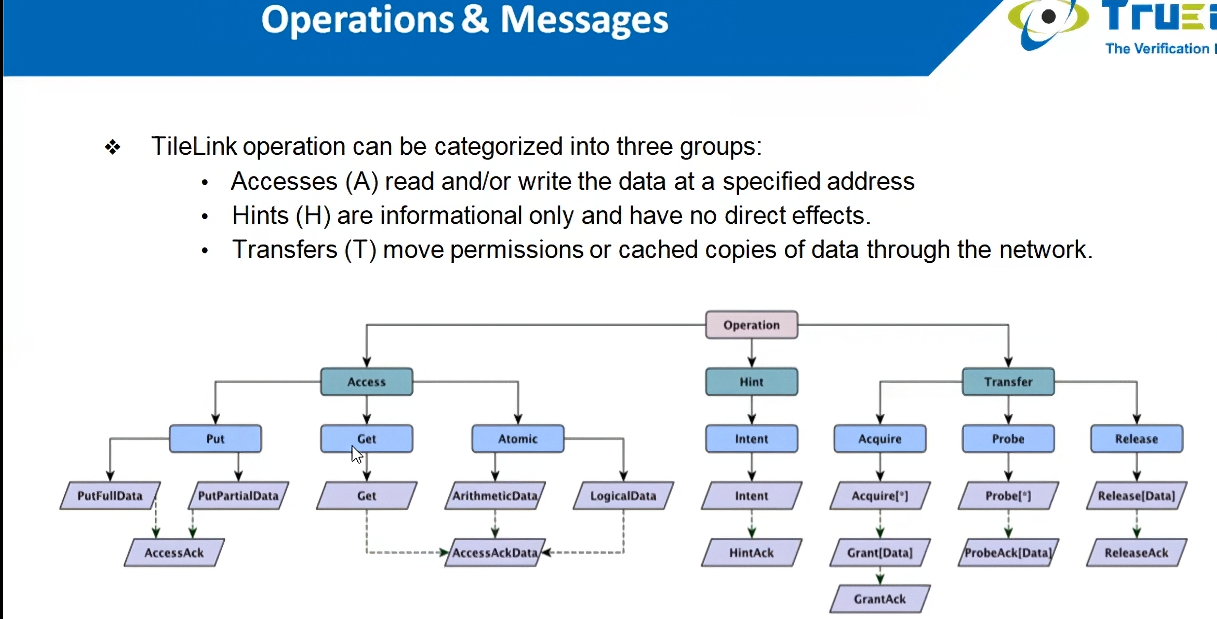 Operations & Messages
The Verification
❖ TileLink operation can be categorized into three groups:
• Accesses (A) read and/or write the data at a specified address
• Hints (H) are informational only and have no direct effects.
• Transfers (T) move permissions or cached copies of data through the network.
Operation
Access Hint Transfer
Put Get Atomic Intent Acquire Probe Release
PutFullData PutPartialData Get ArithmeticData LogicalData Intent Acquire[*] Probe[*] Release[Data]
AccessAck AccessAckData HintAck Grant[Data] ProbeAck[Data] ReleaseAck
GrantAck